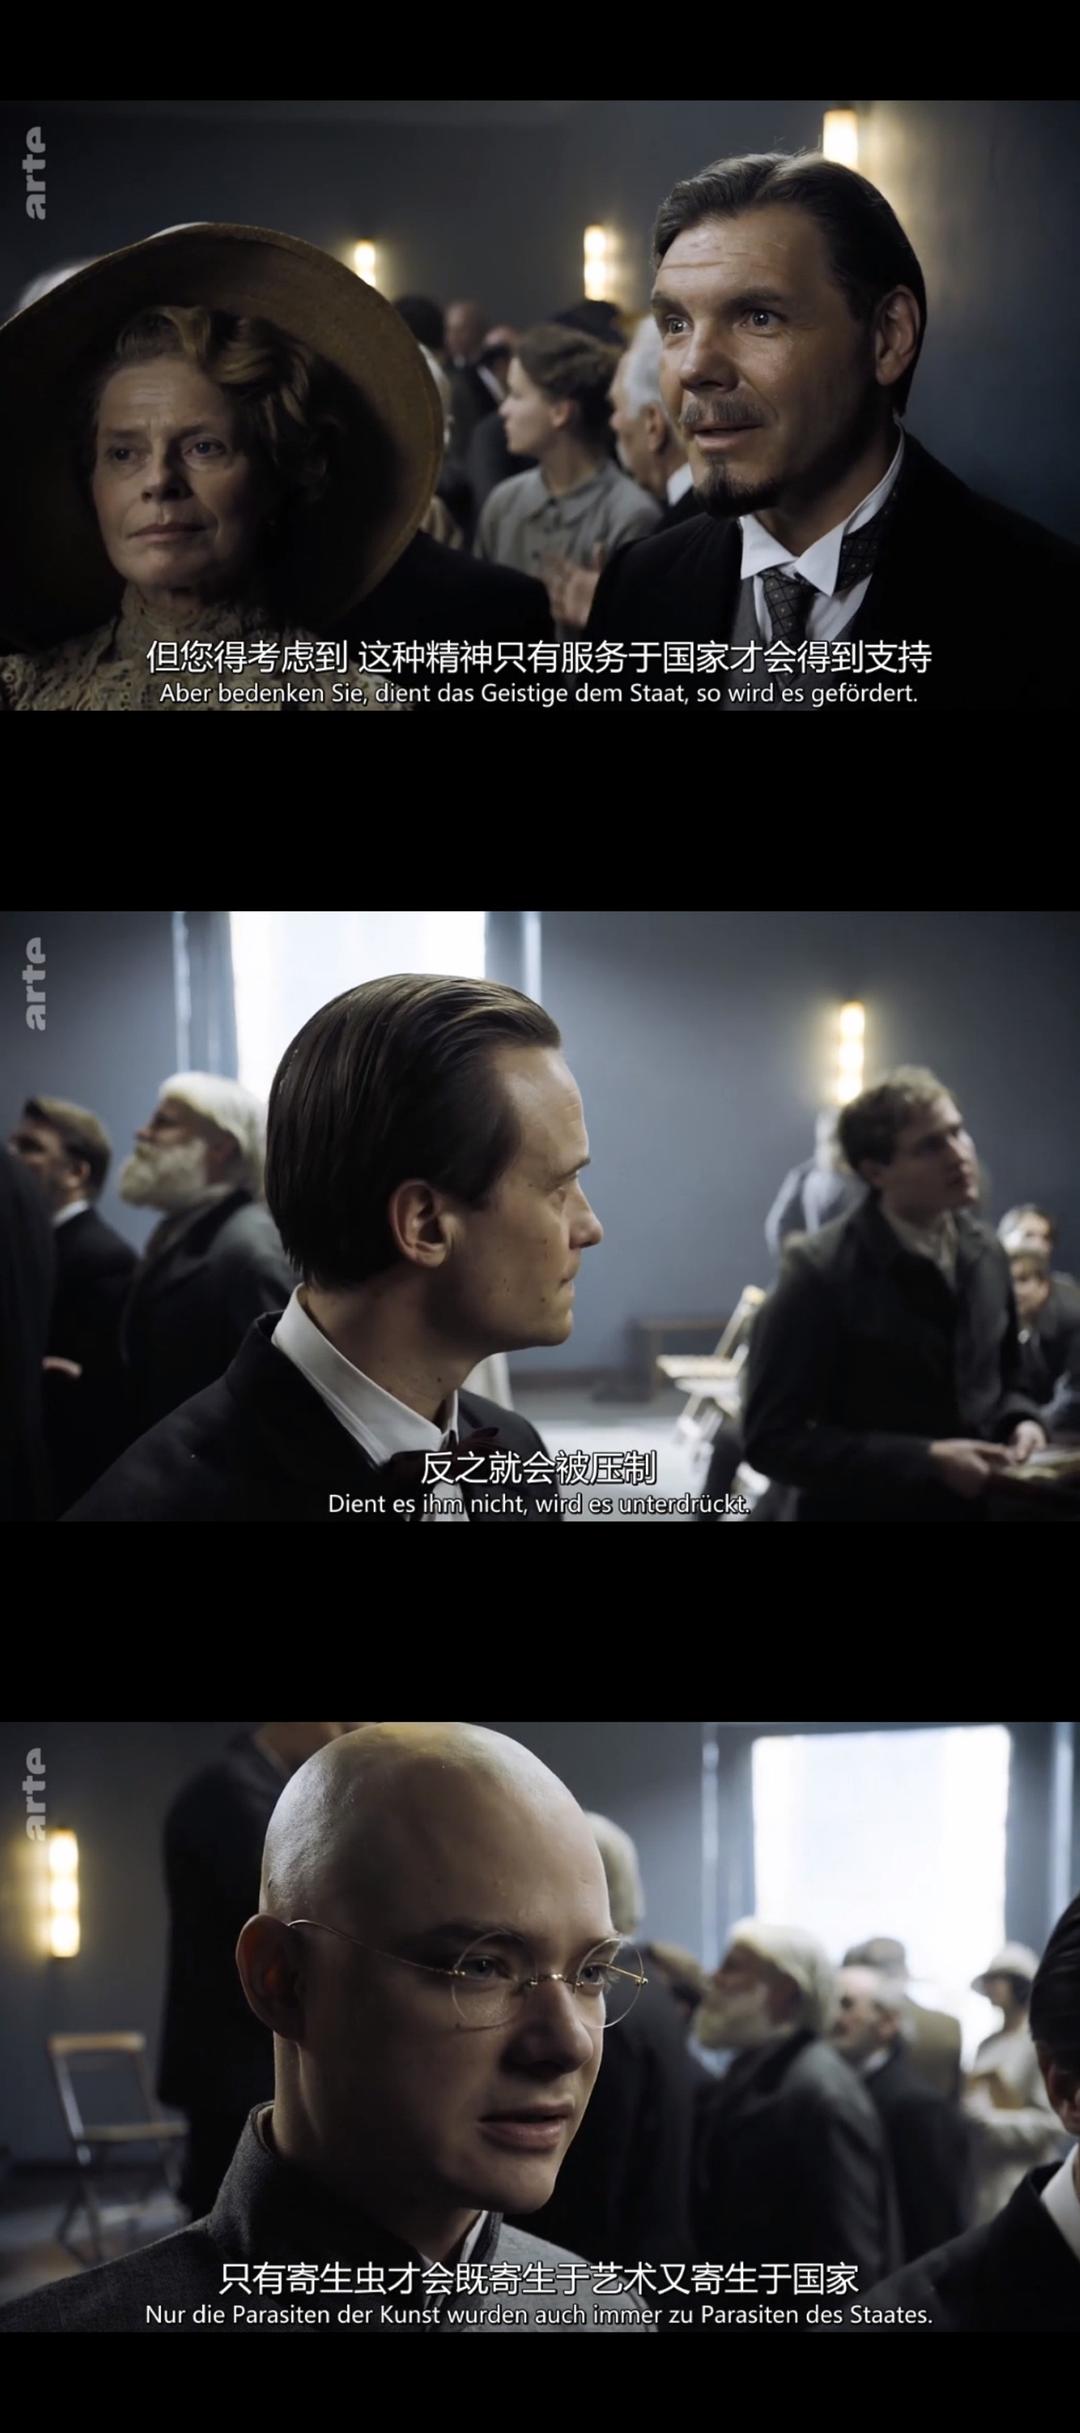 arte
但您得考虑到 这种精神只有服务于国家才会得到支持
Aber bedenken Sie, dient das Geistige dem Staat, so wird es gefördert.
arte
反之就会被压制
Dient es ihm nicht, wird es unterdrückt.
arte
只有寄生虫才会既寄生于艺术又寄生于国家
Nur die Parasiten der Kunst wurden auch immer zu Parasiten des Staates.